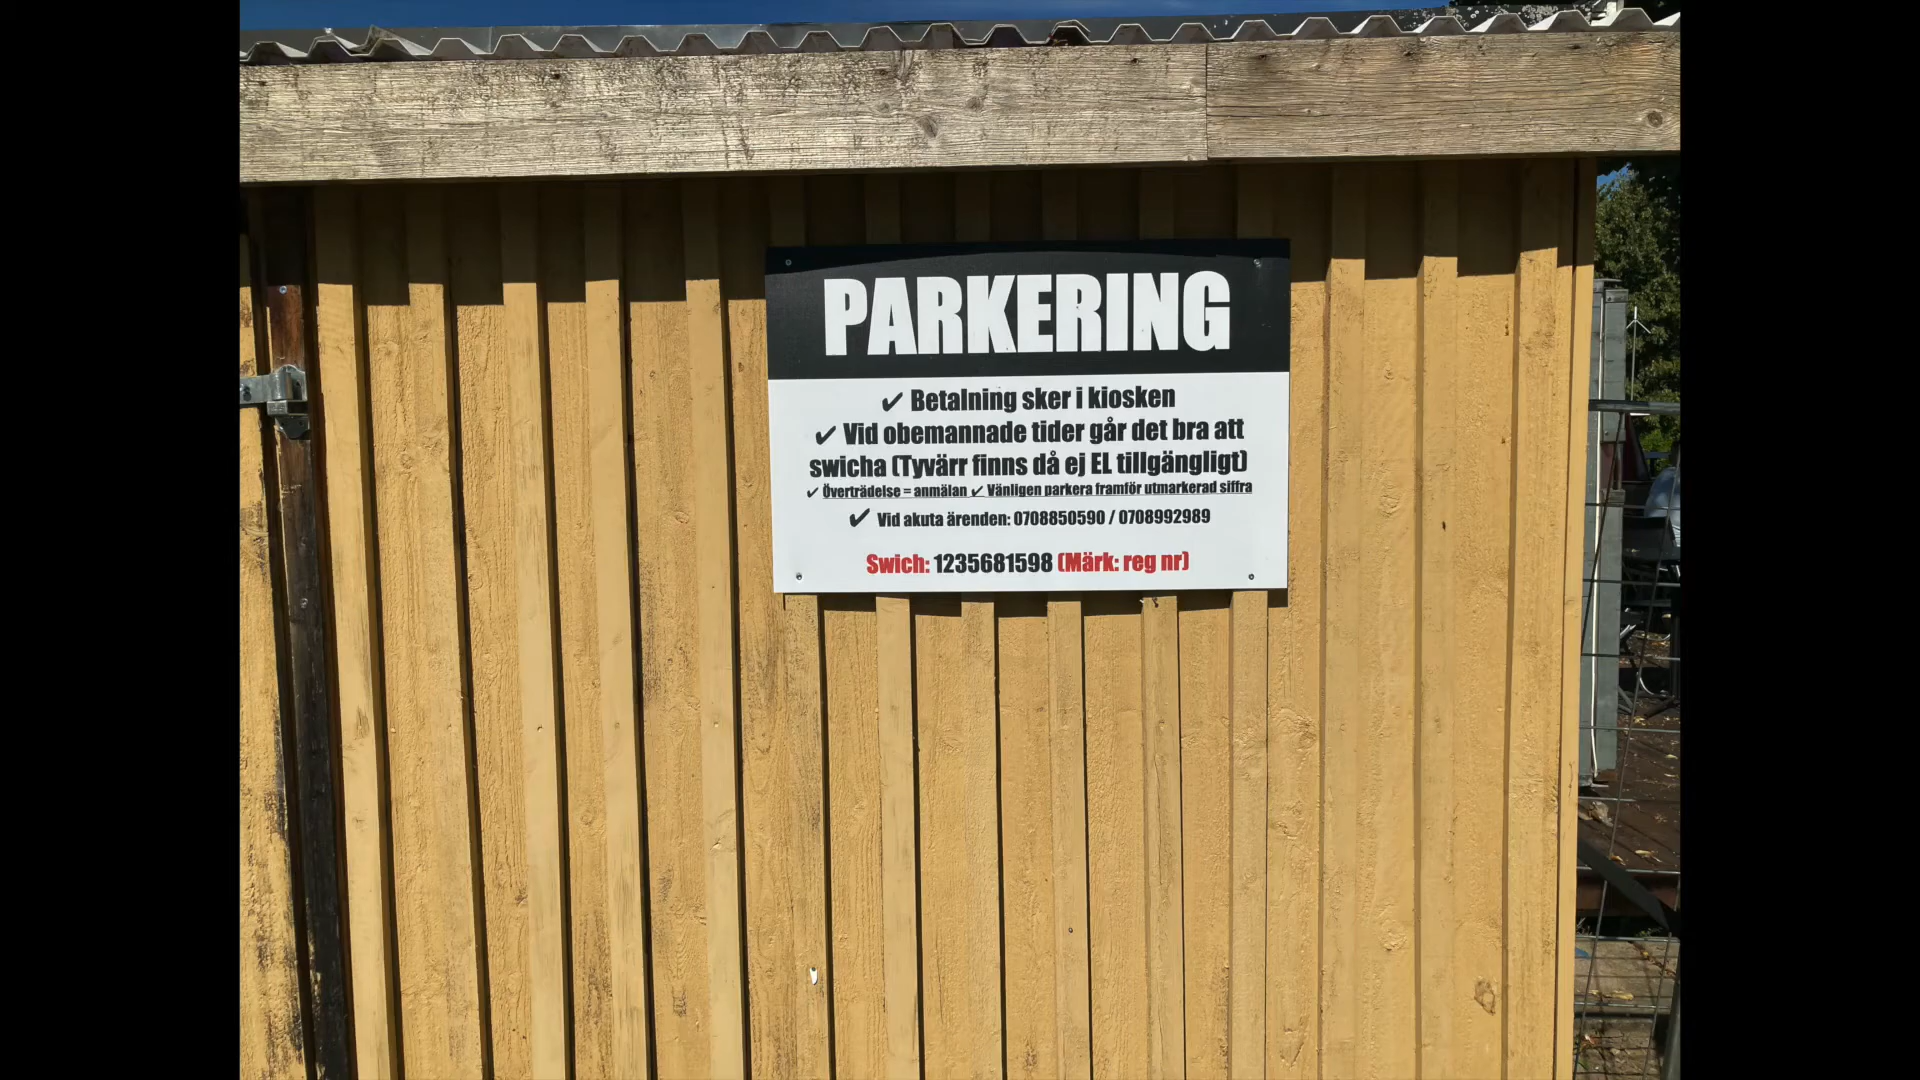 PARKERING
✔ Betalning sker i kiosken
✔ Vid obemannade tider går det bra att
swicha (Tyvärr finns då ej EL tillgängligt)
✔ Överträdelse = anmälan ✔ Vänligen parkera framför utmarkerad siffra
✔ Vid akuta ärenden: 0708850590 / 0708992989
Swich: 1235681598 (Märk: reg nr)